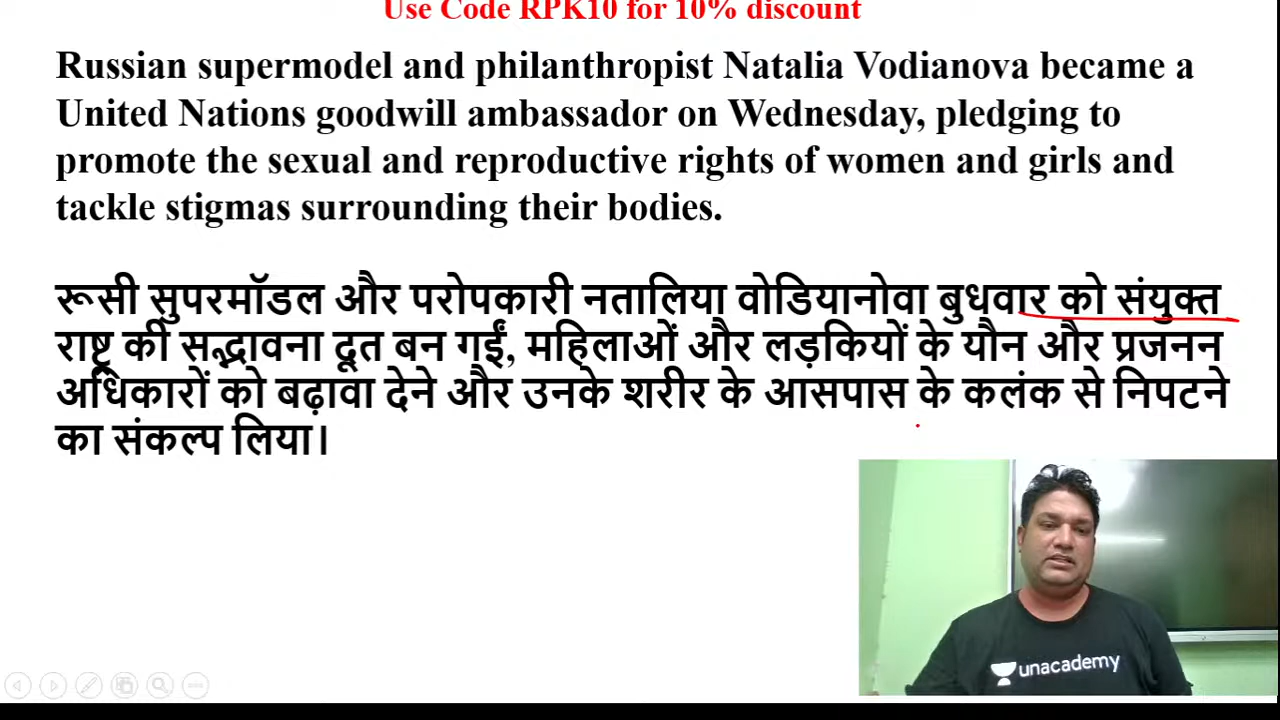 Use Code RPK10 for 10% discount
Russian supermodel and philanthropist Natalia Vodianova became a
United Nations goodwill ambassador on Wednesday, pledging to
promote the sexual and reproductive rights of women and girls and
tackle stigmas surrounding their bodies.
रूसी सुपरमॉडल और परोपकारी नतालिया वोडियानोवा बुधवार को संयुक्त
राष्ट्र की सद्भावना दूत बन गईं, महिलाओं और लड़कियों के यौन और प्रजनन
अधिकारों को बढ़ावा देने और उनके शरीर के आसपास के कलंक से निपटने
का संकल्प लिया।
unacademy